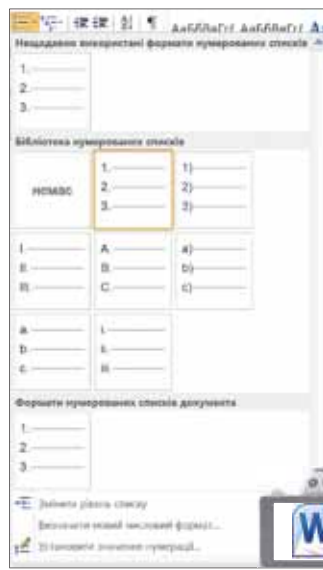 АаБбВвГг АаБбВвГг А
Нещодавно використані формати нумерованих списків
1.
2.
3.
Бібліотека нумерованих списків
немає
1.
2.
3.
1)
2)
3)
I.
II.
III.
A.
B.
C.
a)
b)
c)
a.
b.
c.
i.
ii.
iii.
Формати нумерованих списків документа
1.
2.
3.
Змінити рівень списку
Визначити новий числовий формат...
Установити значення нумерації...
W